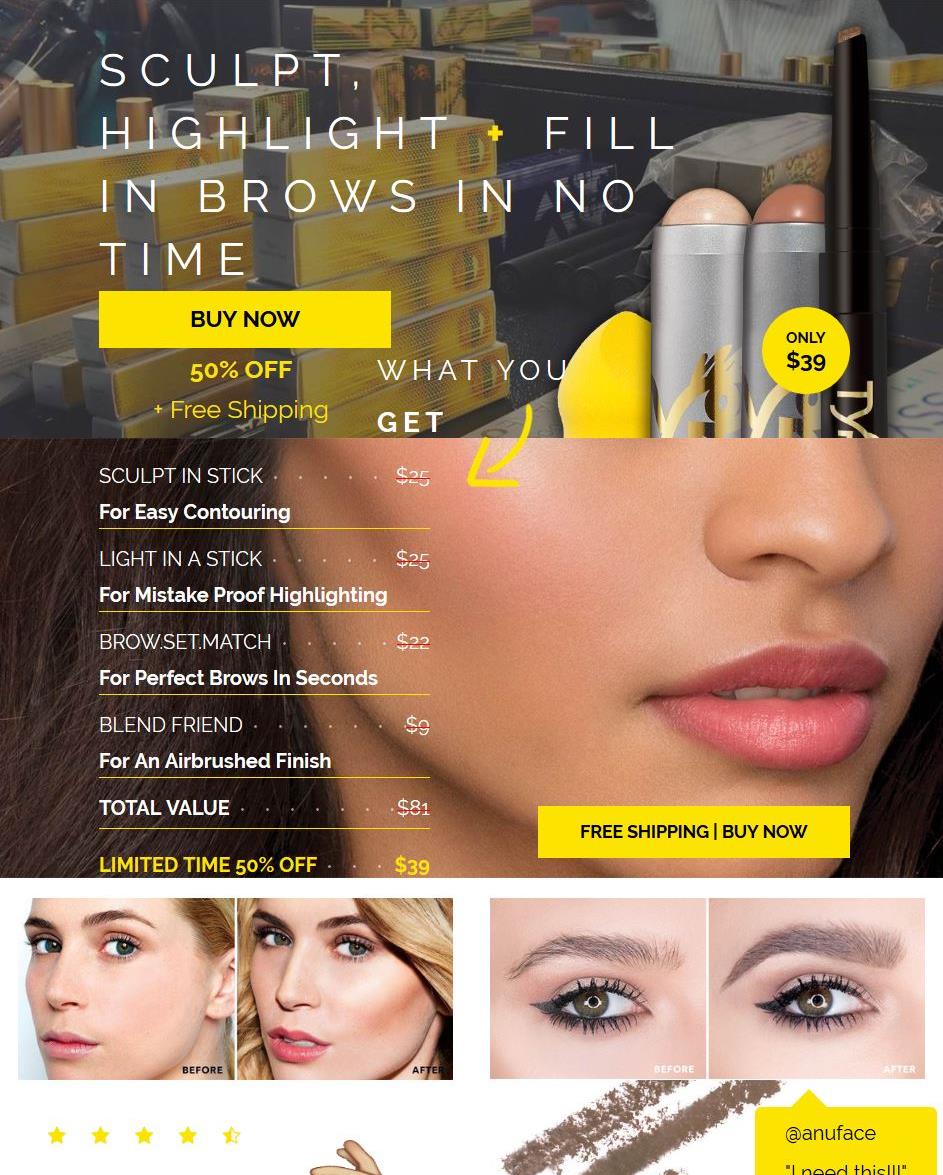 SCULPT,
HIGHLIGHT + FILL
IN BROWS IN NO
TIME
BUY NOW
50% OFF
+ Free Shipping
WHAT YOU
GET
ONLY
$39
SCULPT IN STICK · · · · · $25
For Easy Contouring
LIGHT IN A STICK · · · · · $25
For Mistake Proof Highlighting
BROW.SET.MATCH · · · · · $22
For Perfect Brows In Seconds
BLEND FRIEND · · · · · · $9
For An Airbrushed Finish
TOTAL VALUE · · · · · · · $81
LIMITED TIME 50% OFF · · · $39
FREE SHIPPING | BUY NOW
BEFORE
AFTER
BEFORE
AFTER
@anuface
"I need this!!!"